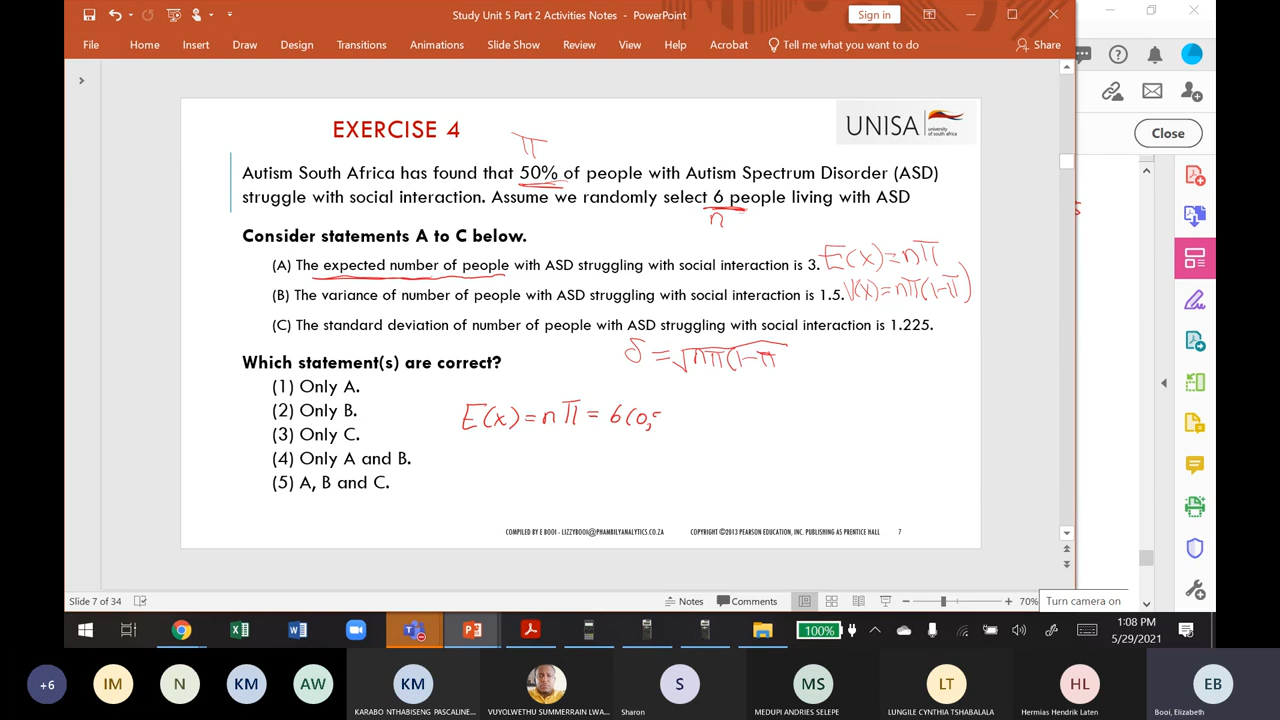 Study Unit 5 Part 2 Activities Notes - PowerPoint
Sign in
File Home Insert Draw Design Transitions Animations Slide Show Review View Help Acrobat Tell me what you want to do Share
Close
EXERCISE 4
UNISA university of south africa
π
Autism South Africa has found that 50% of people with Autism Spectrum Disorder (ASD)
struggle with social interaction. Assume we randomly select 6 people living with ASD
n
Consider statements A to C below.
(A) The expected number of people with ASD struggling with social interaction is 3. E(x)=nπ
(B) The variance of number of people with ASD struggling with social interaction is 1.5. V(x)=nπ(1-π)
(C) The standard deviation of number of people with ASD struggling with social interaction is 1.225.
δ=√nπ(1-π
Which statement(s) are correct?
(1) Only A.
(2) Only B.
E(x)=nπ=6(0,
(3) Only C.
(4) Only A and B.
(5) A, B and C.
COMPILED BY E BOOI - LIZZYBOOI@PHAMBILYANALYTICS.CO.ZA COPYRIGHT ©2013 PEARSON EDUCATION, INC. PUBLISHING AS PRENTICE HALL 7
Slide 7 of 34 Notes Comments 70% Turn camera on
100% 1:08 PM
5/29/2021
+6 IM N KM AW KM S MS LT HL EB
KARABO NTHABISENG PASCALINE... VUYOLWETHU SUMMERRAIN LWA... Sharon MEDUPI ANDRIES SELEPE LUNGILE CYNTHIA TSHABALALA Hermias Hendrik Laten Booi, Elizabeth